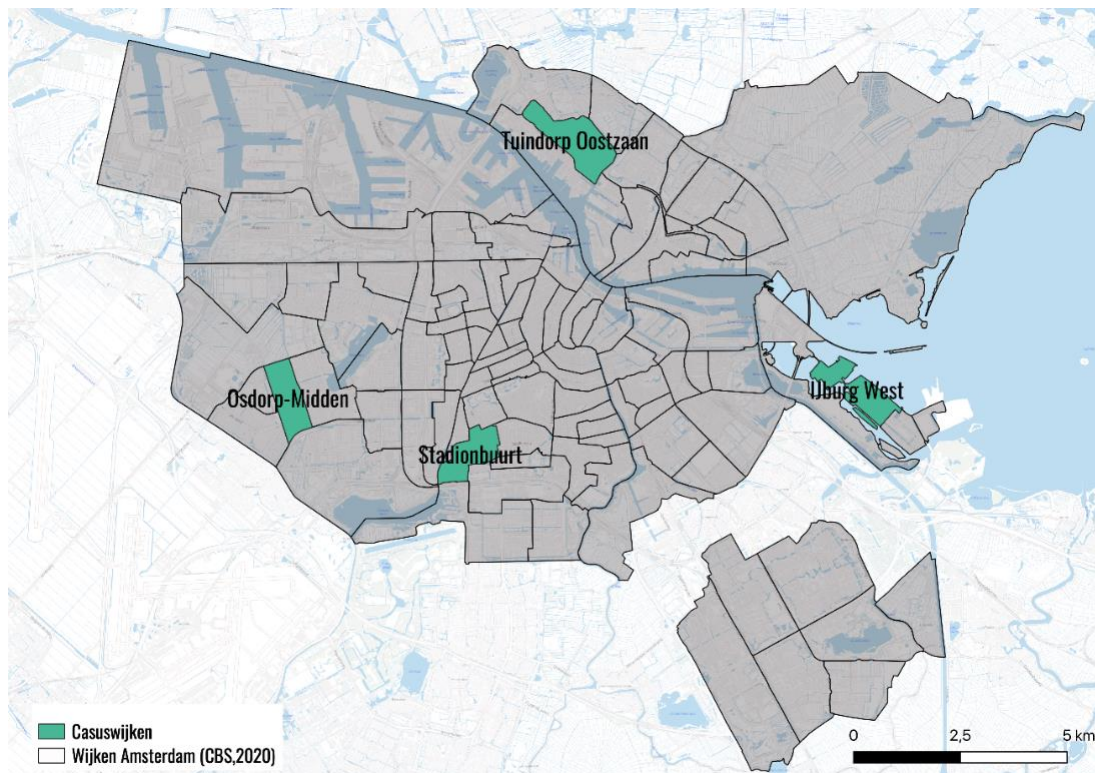 Tuindorp Oostzaan
Osdorp-Midden
IJburg West
Stadionbuurt
Casuswijken
Wijken Amsterdam (CBS,2020)
0 2,5 5 km